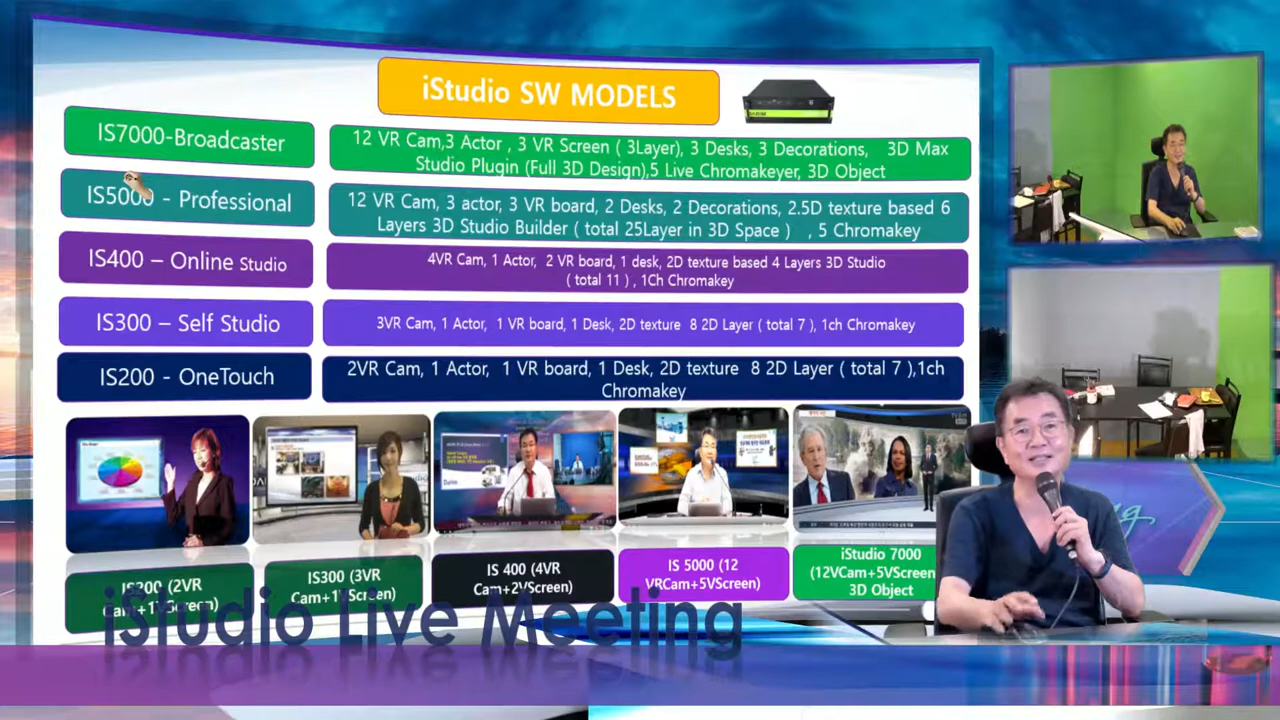 iStudio SW MODELS
IS7000-Broadcaster
12 VR Cam,3 Actor , 3 VR Screen ( 3Layer), 3 Desks, 3 Decorations, 3D Max
Studio Plugin (Full 3D Design),5 Live Chromakeyer, 3D Object
IS5000 - Professional
12 VR Cam, 3 actor, 3 VR board, 2 Desks, 2 Decorations, 2.5D texture based 6
Layers 3D Studio Builder ( total 25Layer in 3D Space ) , 5 Chromakey
IS400 – Online Studio
4VR Cam, 1 Actor, 2 VR board, 1 desk, 2D texture based 4 Layers 3D Studio
( total 11 ) , 1Ch Chromakey
IS300 – Self Studio
3VR Cam, 1 Actor, 1 VR board, 1 Desk, 2D texture 8 2D Layer ( total 7 ), 1ch Chromakey
IS200 - OneTouch
2VR Cam, 1 Actor, 1 VR board, 1 Desk, 2D texture 8 2D Layer ( total 7 ),1ch
Chromakey
IS200 (2VR
Cam+1VScreen)
IS300 (3VR
Cam+1VScreen)
IS 400 (4VR
Cam+2VScreen)
IS 5000 (12
VRCam+5VScreen)
iStudio 7000
(12VCam+5VScreen
3D Object
iStudio Live Meeting